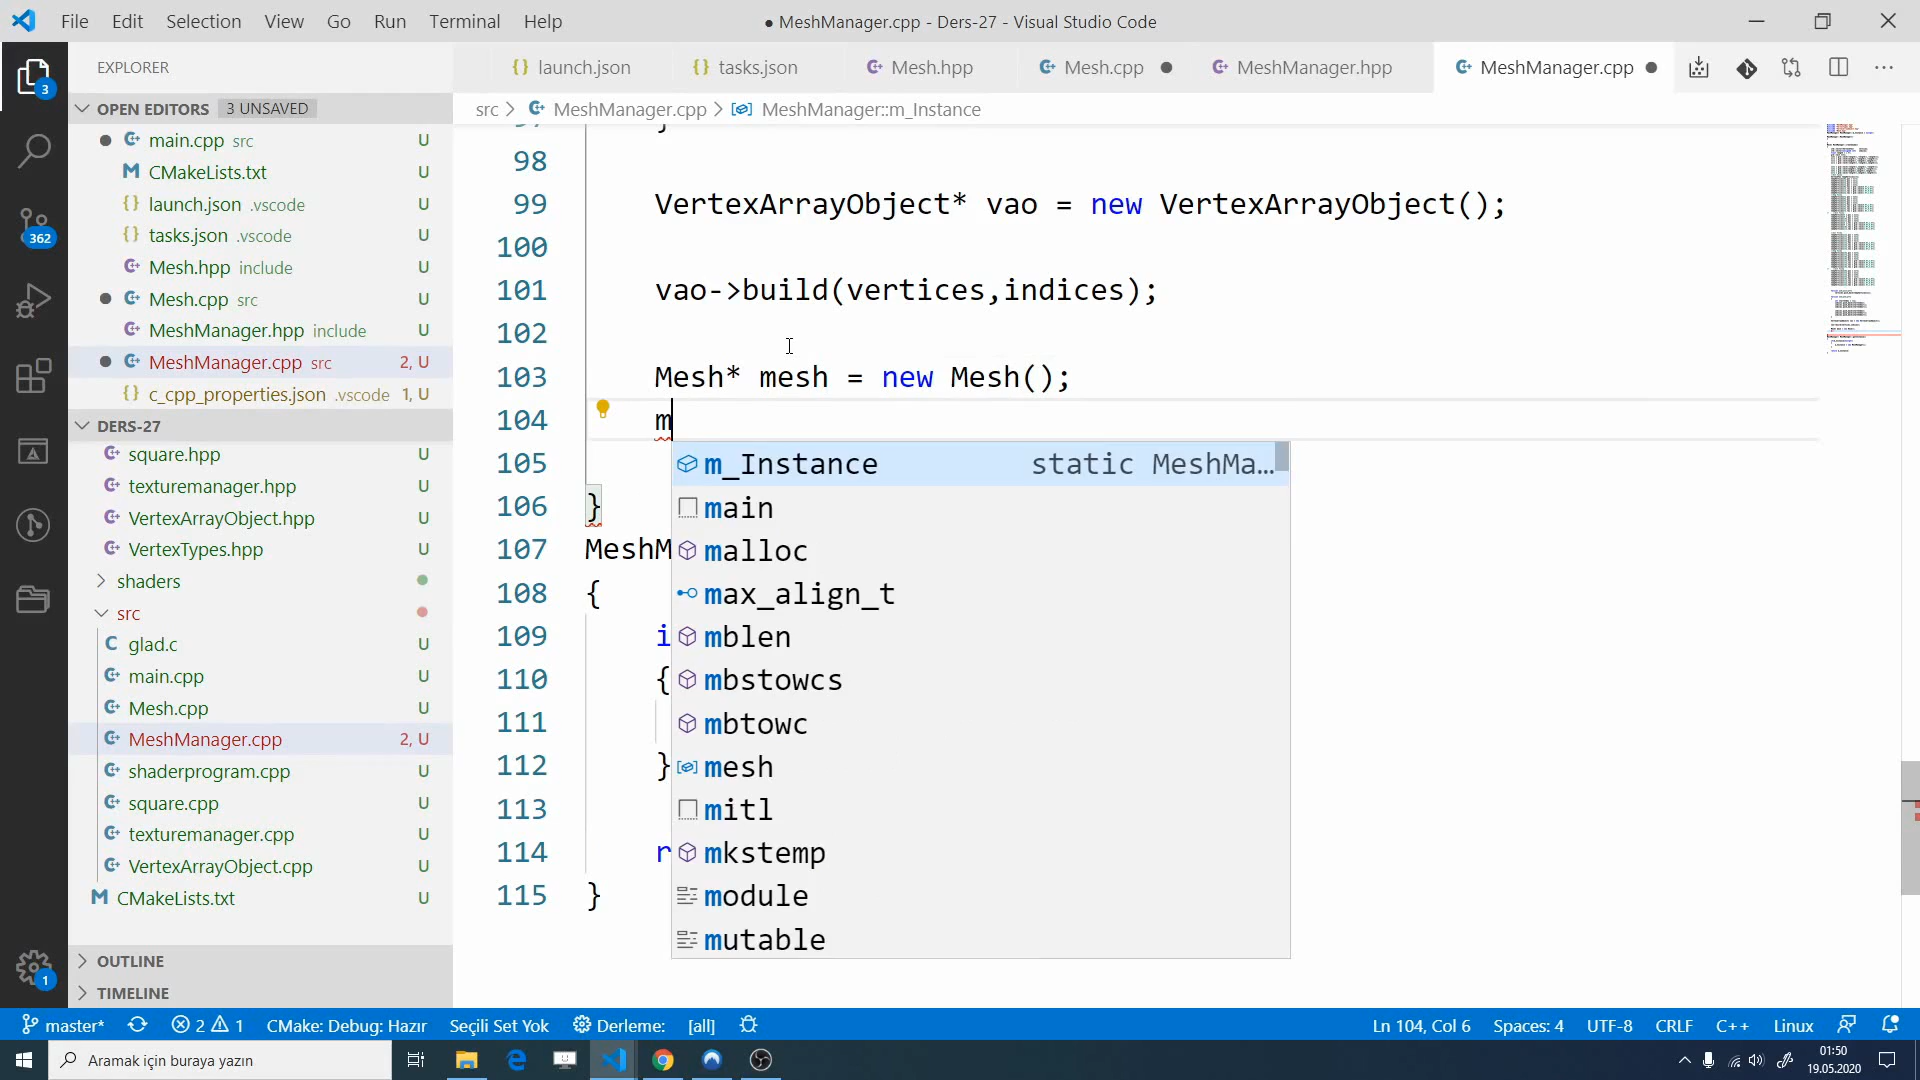 File Edit Selection View Go Run Terminal Help
● MeshManager.cpp - Ders-27 - Visual Studio Code
EXPLORER
launch.json
tasks.json
Mesh.hpp
Mesh.cpp
MeshManager.hpp
MeshManager.cpp
OPEN EDITORS 3 UNSAVED
src > MeshManager.cpp > MeshManager::m_Instance
main.cpp src U
CMakeLists.txt U
launch.json .vscode U
tasks.json .vscode U
Mesh.hpp include U
Mesh.cpp src U
MeshManager.hpp include U
MeshManager.cpp src 2, U
c_cpp_properties.json .vscode 1, U
DERS-27
square.hpp U
texturemanager.hpp U
VertexArrayObject.hpp U
VertexTypes.hpp U
shaders
src
glad.c U
main.cpp U
Mesh.cpp U
MeshManager.cpp 2, U
shaderprogram.cpp U
square.cpp U
texturemanager.cpp U
VertexArrayObject.cpp U
CMakeLists.txt U
OUTLINE
TIMELINE
3
362
1
98
99 VertexArrayObject* vao = new VertexArrayObject();
100
101 vao->build(vertices,indices);
102
103 Mesh* mesh = new Mesh();
104 m
105
106 }
107 MeshM
108 {
109 i
110 {
111
112 }
113
114 r
115 }
m_Instance static MeshMa...
main
malloc
max_align_t
mblen
mbstowcs
mbtowc
mesh
mitl
mkstemp
module
mutable
master* 2 1 CMake: Debug: Hazır Seçili Set Yok Derleme: [all]
Ln 104, Col 6 Spaces: 4 UTF-8 CRLF C++ Linux
Aramak için buraya yazın
01:50
19.05.2020